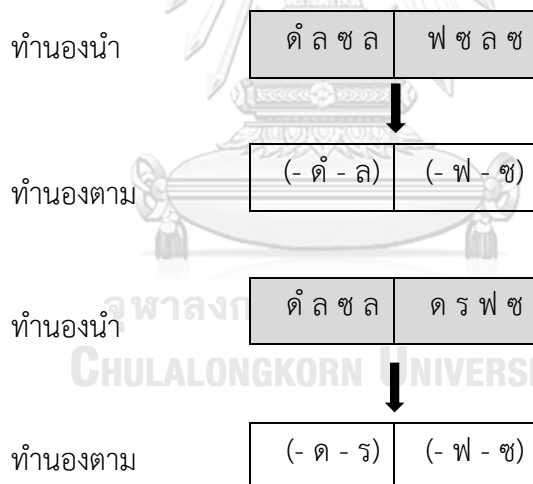 ทำนองนำ ดํ ล ซ ล ฟ ซ ล ซ
ทำนองตาม (- ดํ - ล) (- ฟ - ซ)
ทำนองนำ ดํ ล ซ ล ด ร ฟ ซ
จุฬาลงก
CHULALONGKORN UNIVERSI
ทำนองตาม (- ด - ร) (- ฟ - ซ)